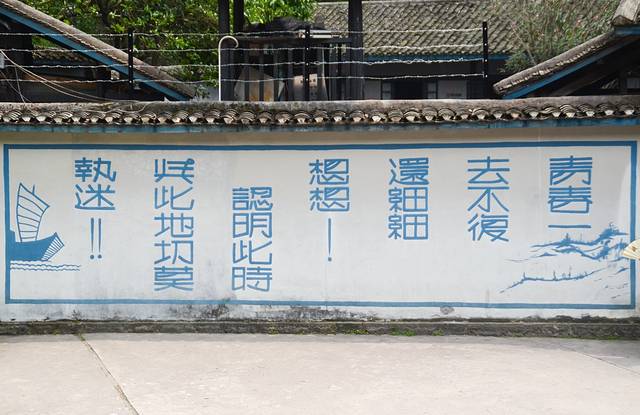 青春一
去不復
還細細
想想！
認明此時
與此地切莫
執迷！！